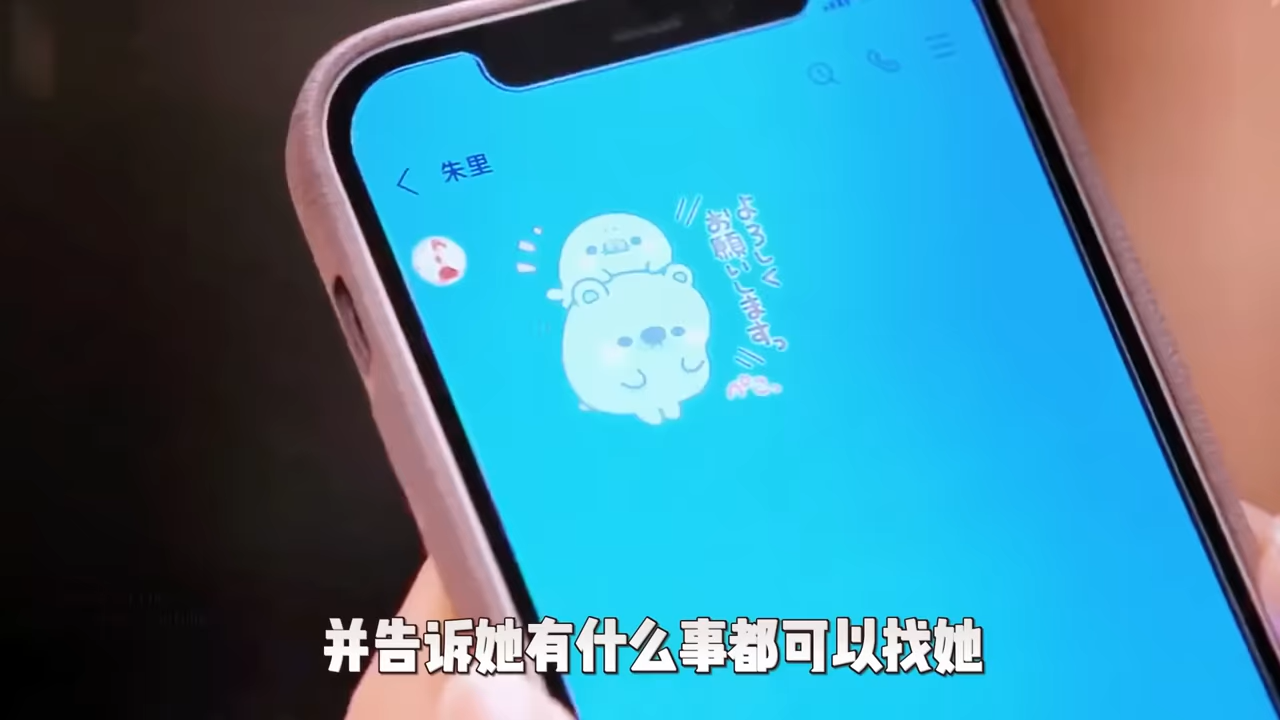 朱里
よろしく
お願いします
ぺこっ
并告诉她有什么事都可以找她